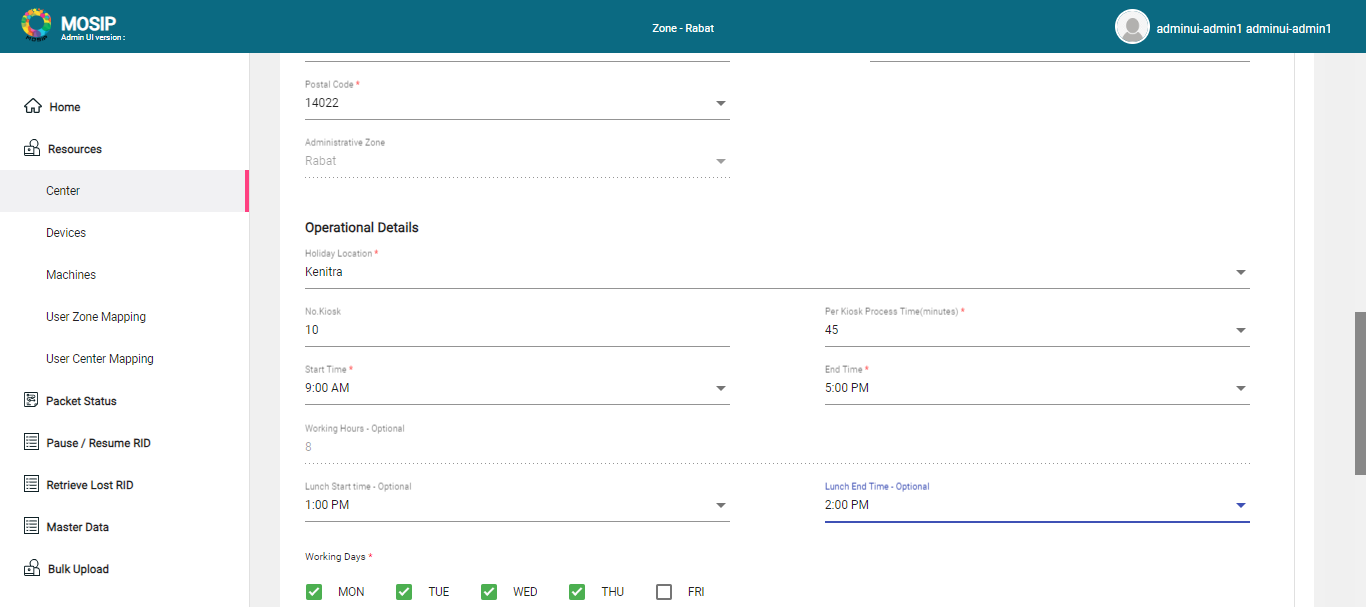 MOSIP
Admin UI version :
Zone - Rabat
adminui-admin1 adminui-admin1
Home
Resources
Center
Devices
Machines
User Zone Mapping
User Center Mapping
Packet Status
Pause / Resume RID
Retrieve Lost RID
Master Data
Bulk Upload
Postal Code *
14022
Administrative Zone
Rabat
Operational Details
Holiday Location *
Kenitra
No.Kiosk
10
Per Kiosk Process Time(minutes) *
45
Start Time *
9:00 AM
End Time *
5:00 PM
Working Hours - Optional
8
Lunch Start time - Optional
1:00 PM
Lunch End Time - Optional
2:00 PM
Working Days *
MON TUE WED THU FRI